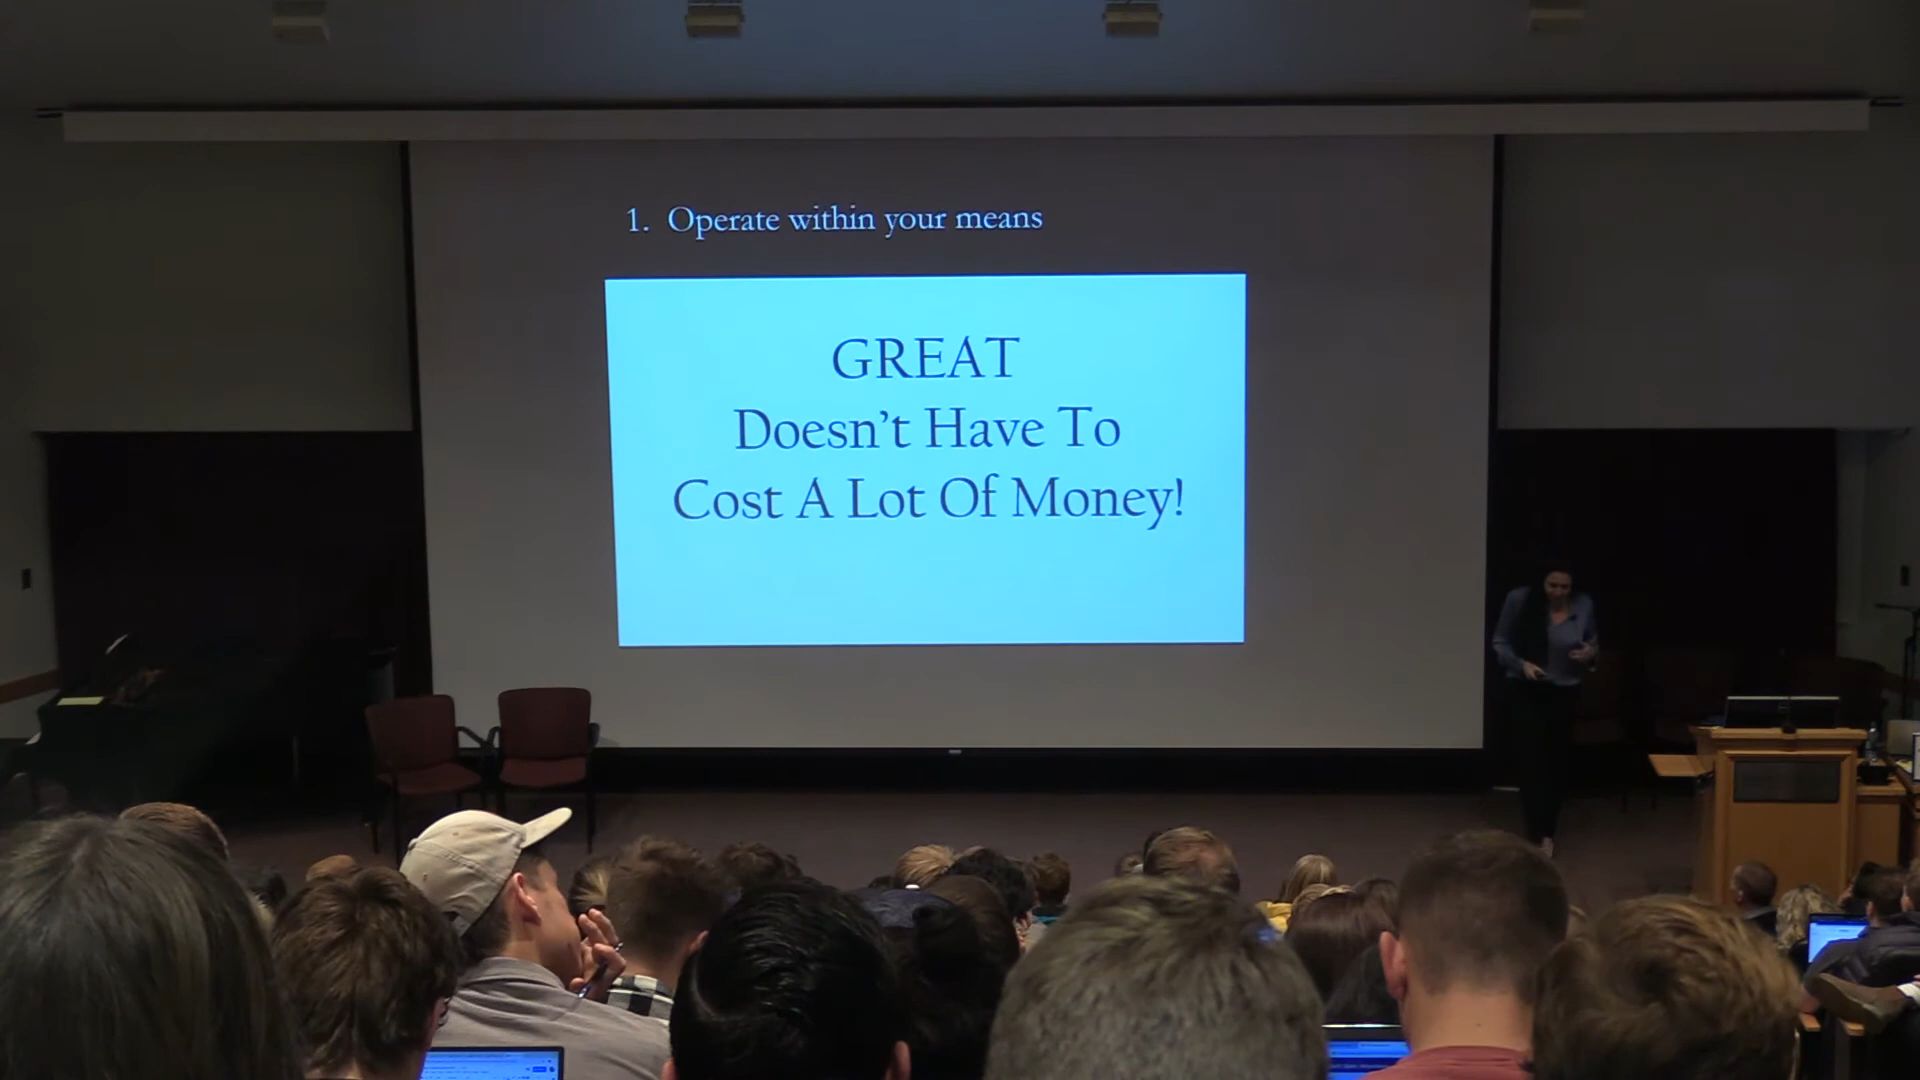 1. Operate within your means
GREAT
Doesn't Have To
Cost A Lot Of Money!